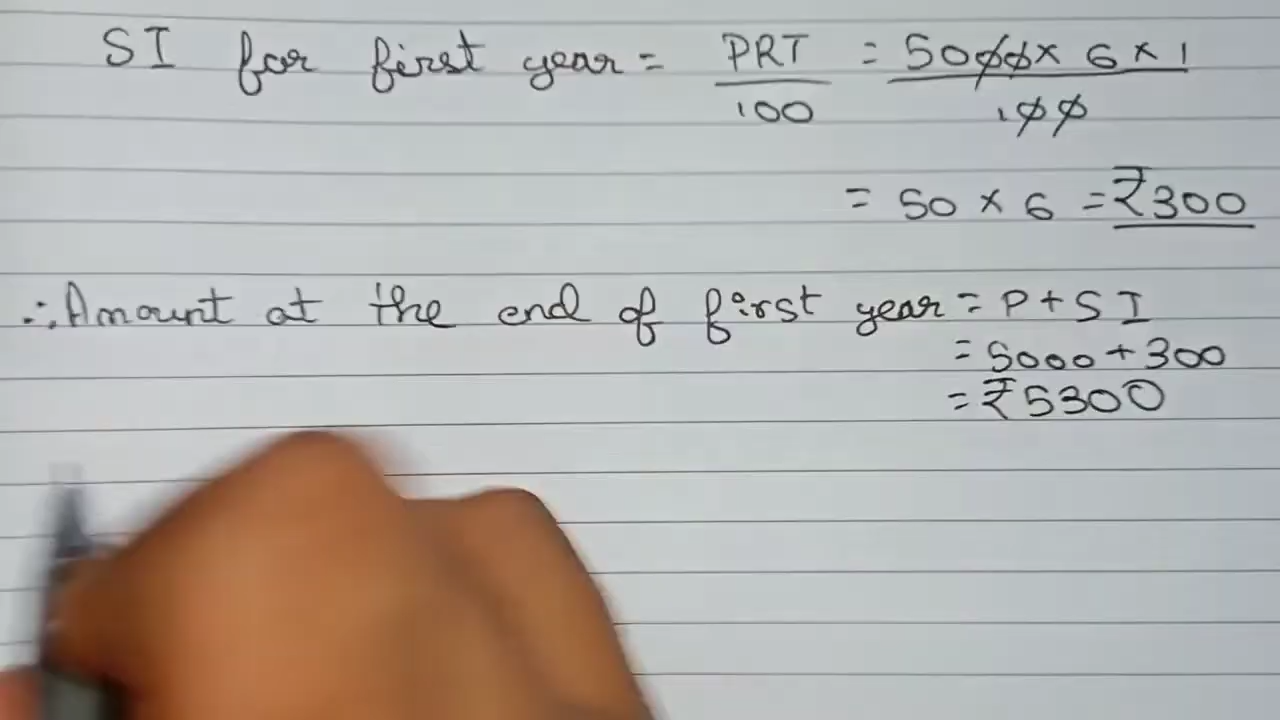 SI for first year = PRT/100 = 5000 × 6 × 1/100
= 50 × 6 = ₹300
∴ Amount at the end of first year = P + SI
= 5000 + 300
= ₹5300